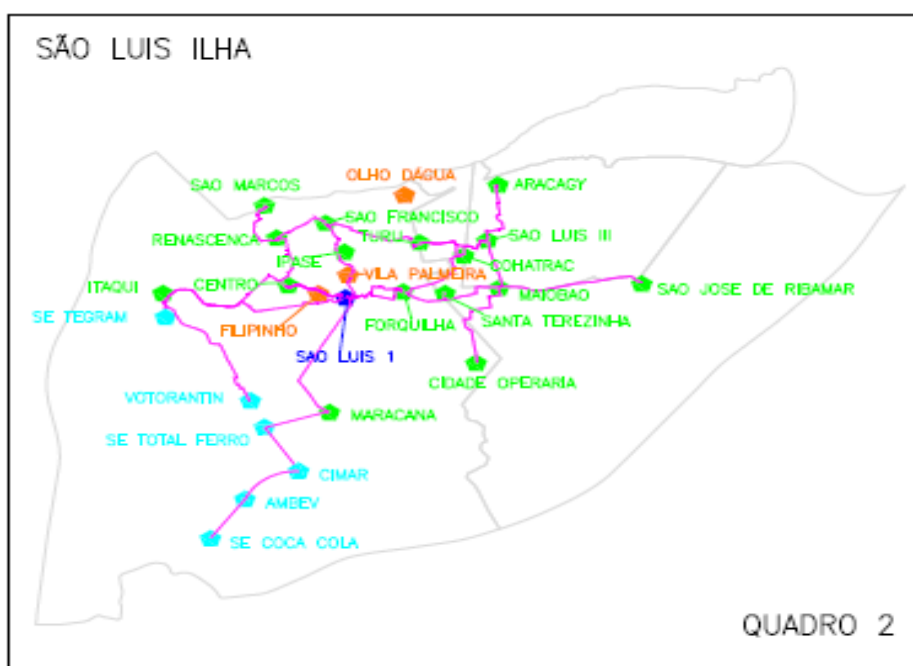 SÃO LUIS ILHA
OLHO DÁGUA
SAO MARCOS
ARACAGY
SAO FRANCISCO
RENASCENCA
TURU
SAO LUIS III
IPASE
COHATRAC
VILA PALMEIRA
ITAQUI
CENTRO
MAIOBAO
SAO JOSE DE RIBAMAR
SE TEGRAM
FILIPINHO
FORQUILHA
SANTA TEREZINHA
SAO LUIS 1
CIDADE OPERARIA
VOTORANTIN
MARACANA
SE TOTAL FERRO
CIMAR
AMBEV
SE COCA COLA
QUADRO 2